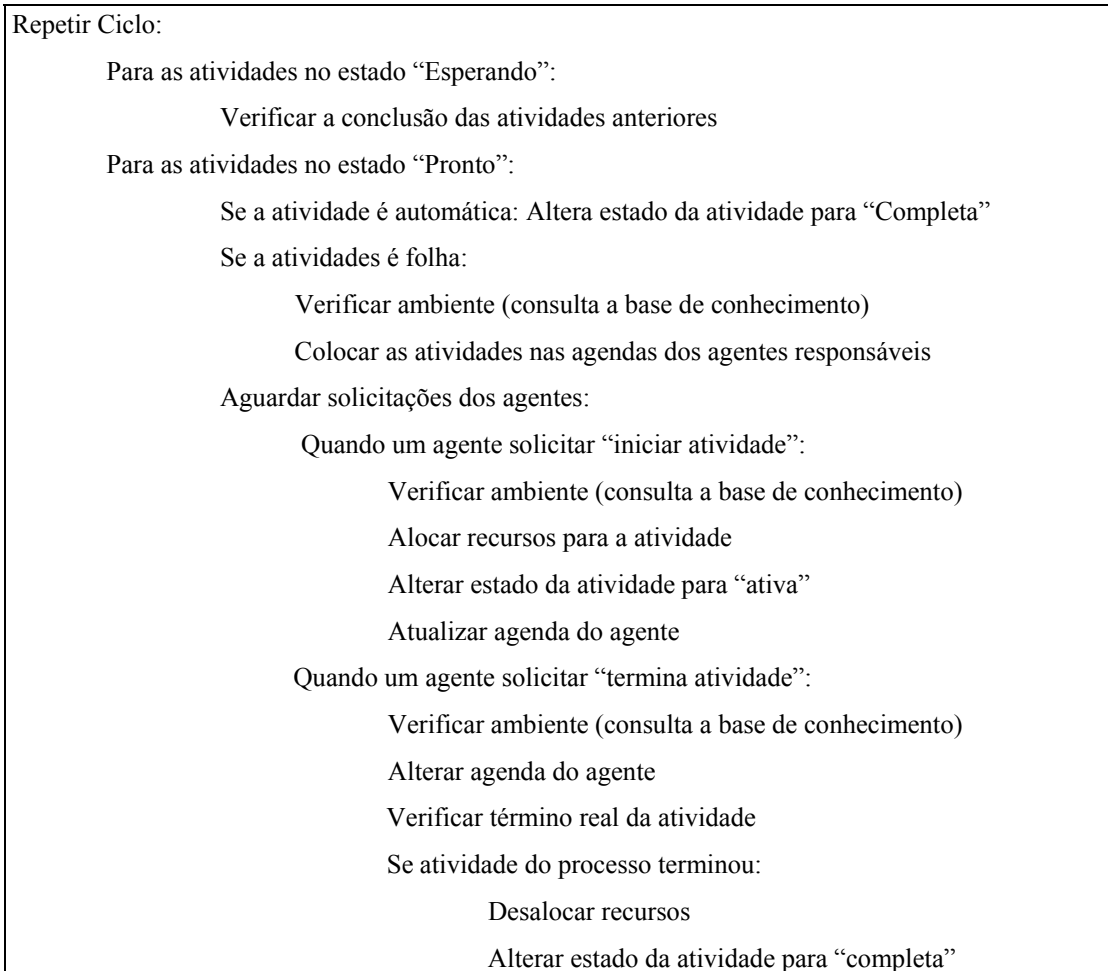 Repetir Ciclo:
Para as atividades no estado “Esperando”:
Verificar a conclusão das atividades anteriores
Para as atividades no estado “Pronto”:
Se a atividade é automática: Altera estado da atividade para “Completa”
Se a atividades é folha:
Verificar ambiente (consulta a base de conhecimento)
Colocar as atividades nas agendas dos agentes responsáveis
Aguardar solicitações dos agentes:
Quando um agente solicitar “iniciar atividade”:
Verificar ambiente (consulta a base de conhecimento)
Alocar recursos para a atividade
Alterar estado da atividade para “ativa”
Atualizar agenda do agente
Quando um agente solicitar “termina atividade”:
Verificar ambiente (consulta a base de conhecimento)
Alterar agenda do agente
Verificar término real da atividade
Se atividade do processo terminou:
Desalocar recursos
Alterar estado da atividade para “completa”